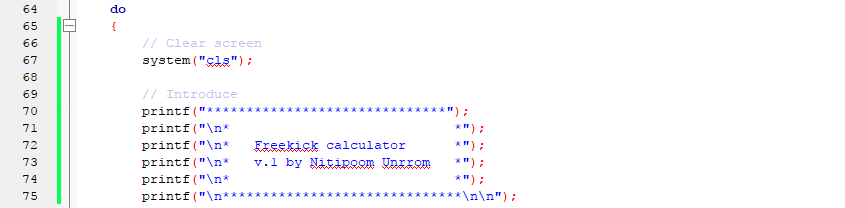 64 do
65 {
66 // Clear screen
67 system("cls");
68
69 // Introduce
70 printf("******************************");
71 printf("\n*                            *");
72 printf("\n*   Freekick calculator      *");
73 printf("\n*   v.1 by Nitipoom Unrrom   *");
74 printf("\n*                            *");
75 printf("\n******************************\n\n");